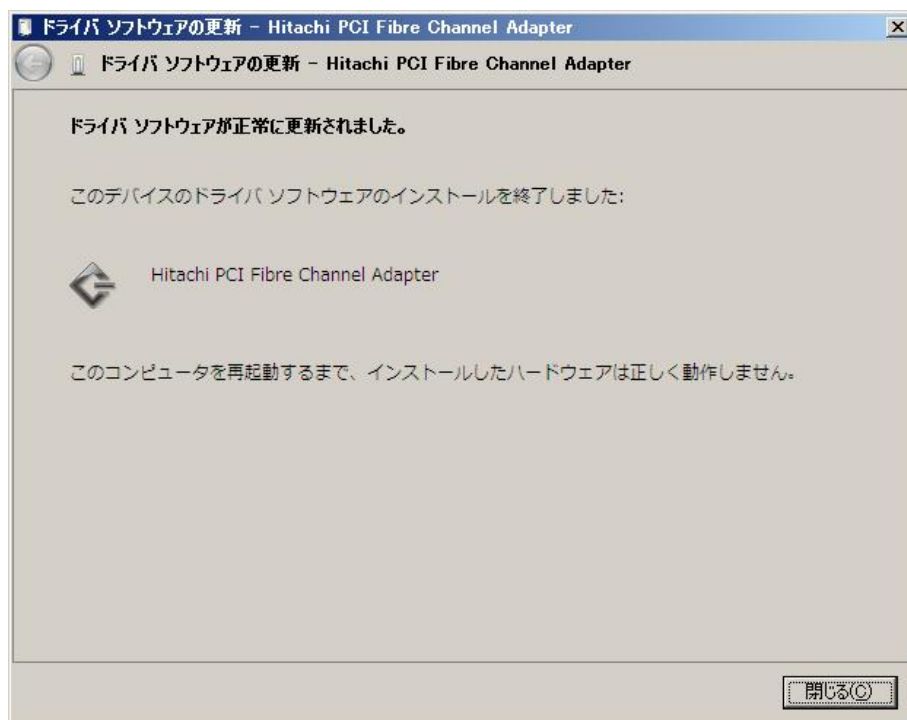 ドライバ ソフトウェアの更新 - Hitachi PCI Fibre Channel Adapter
ドライバ ソフトウェアの更新 - Hitachi PCI Fibre Channel Adapter
ドライバ ソフトウェアが正常に更新されました。
このデバイスのドライバ ソフトウェアのインストールを終了しました:
Hitachi PCI Fibre Channel Adapter
このコンピュータを再起動するまで、インストールしたハードウェアは正しく動作しません。
閉じる(C)